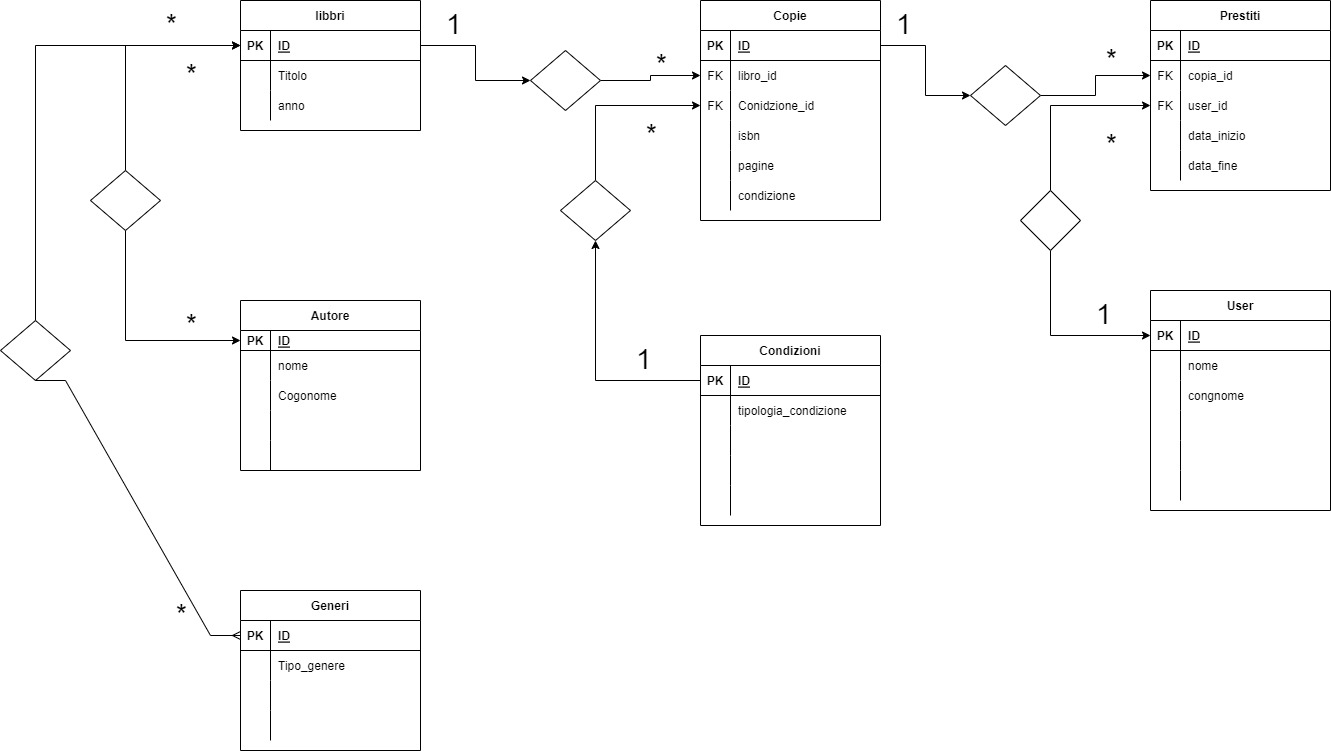 libbri
PK ID
Titolo
anno
*
*
1
*
*
1
Copie
PK ID
FK libro_id
FK Conidzione_id
isbn
pagine
condizione
1
*
*
1
Prestiti
PK ID
FK copia_id
FK user_id
data_inizio
data_fine
Autore
PK ID
nome
Cogonome
*
Condizioni
PK ID
tipologia_condizione
User
PK ID
nome
congnome
Generi
PK ID
Tipo_genere
*